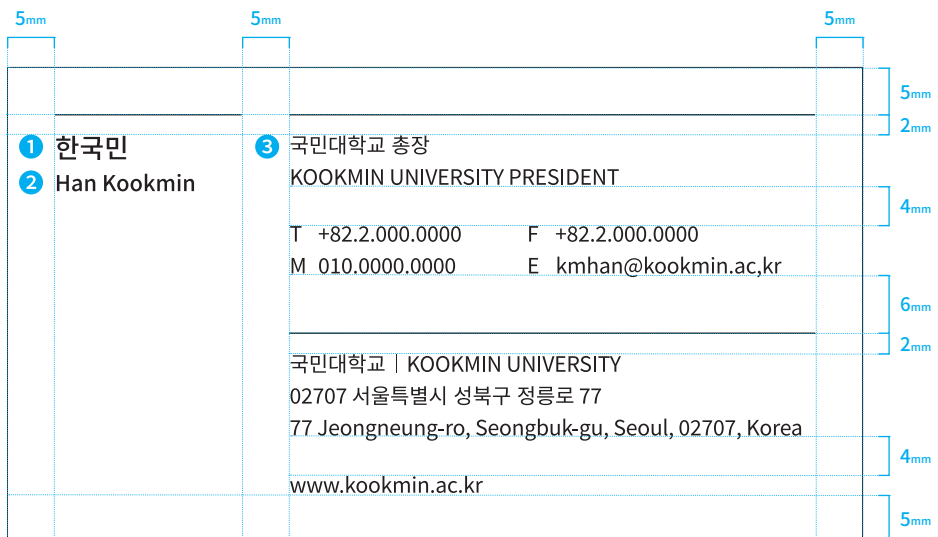 5mm 5mm 5mm
5mm
2mm
1 한국민
2 Han Kookmin
3 국민대학교 총장
KOOKMIN UNIVERSITY PRESIDENT
4mm
T +82.2.000.0000 F +82.2.000.0000
M 010.0000.0000 E kmhan@kookmin.ac,kr
6mm
2mm
국민대학교 | KOOKMIN UNIVERSITY
02707 서울특별시 성북구 정릉로 77
77 Jeongneung-ro, Seongbuk-gu, Seoul, 02707, Korea
4mm
www.kookmin.ac.kr
5mm